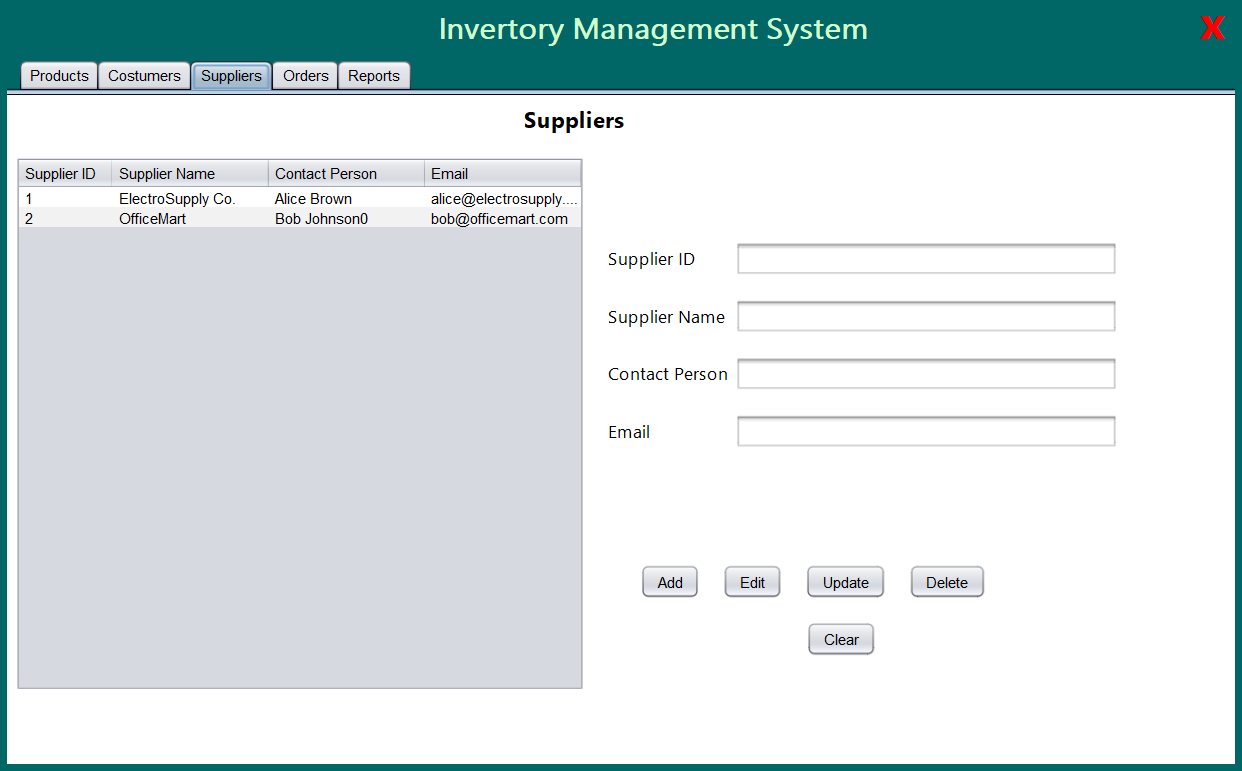 Invertory Management System
X
Products Costumers Suppliers Orders Reports
Suppliers
Supplier ID Supplier Name Contact Person Email
1 ElectroSupply Co. Alice Brown alice@electrosupply....
2 OfficeMart Bob Johnson0 bob@officemart.com
Supplier ID
Supplier Name
Contact Person
Email
Add Edit Update Delete
Clear